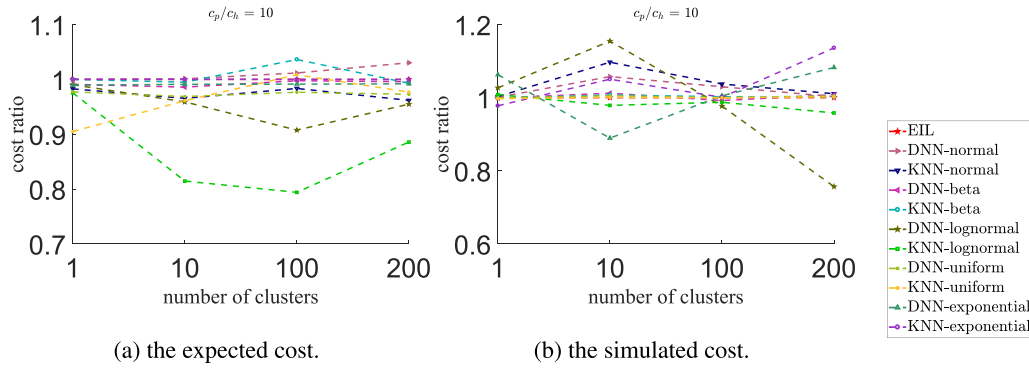 c_p/c_h = 10
1.1
1
0.9
0.8
0.7
cost ratio
1 10 100 200
number of clusters
(a) the expected cost.
c_p/c_h = 10
1.2
1
0.8
0.6
cost ratio
1 10 100 200
number of clusters
(b) the simulated cost.
EIL
DNN-normal
KNN-normal
DNN-beta
KNN-beta
DNN-lognormal
KNN-lognormal
DNN-uniform
KNN-uniform
DNN-exponential
KNN-exponential